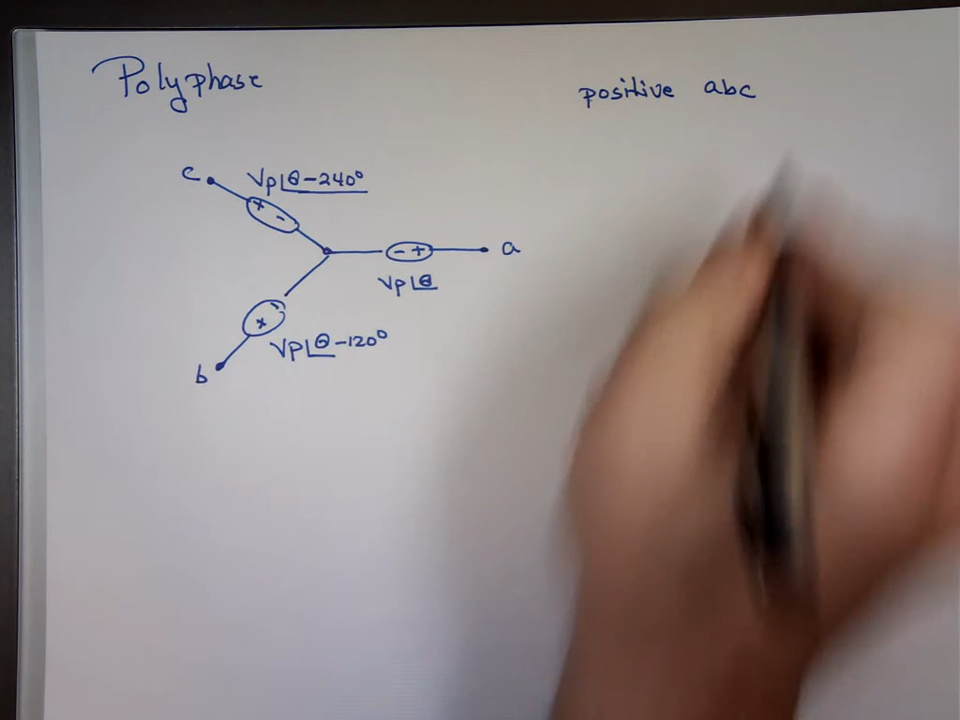 Polyphase
positive abc
c
Vp∠θ-240°
+ -
- +
a
Vp∠θ
-
+
Vp∠θ-120°
b